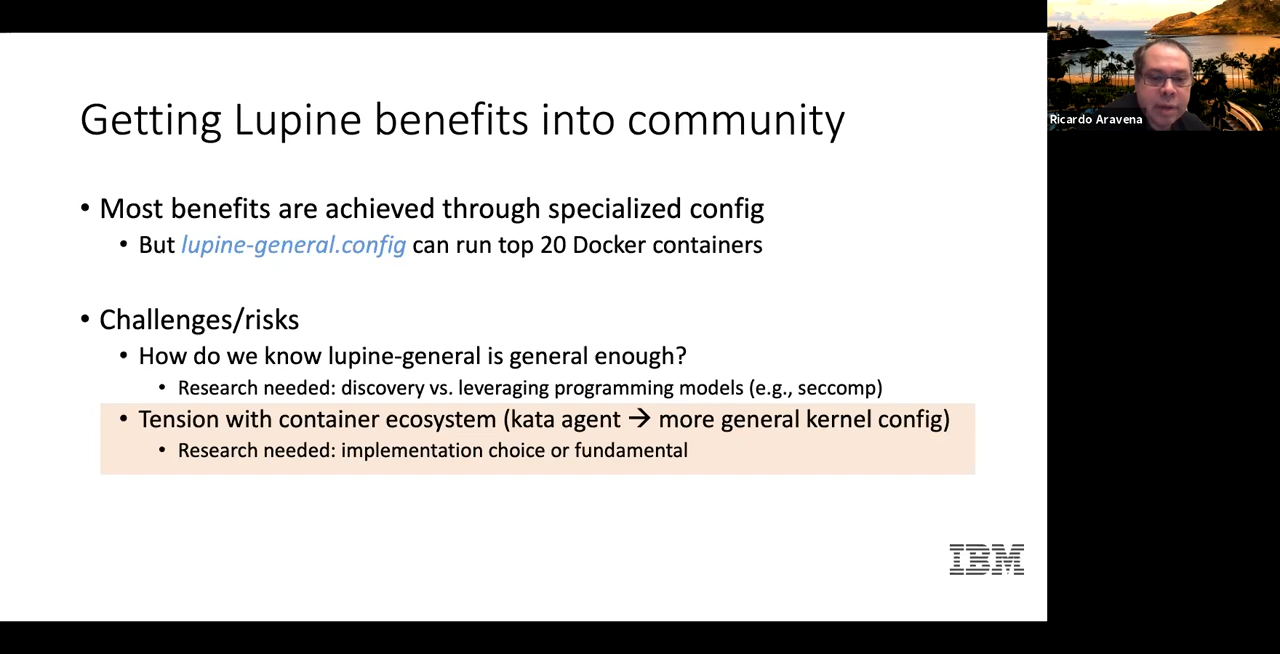 Getting Lupine benefits into community
• Most benefits are achieved through specialized config
• But lupine-general.config can run top 20 Docker containers
• Challenges/risks
• How do we know lupine-general is general enough?
• Research needed: discovery vs. leveraging programming models (e.g., seccomp)
• Tension with container ecosystem (kata agent → more general kernel config)
• Research needed: implementation choice or fundamental
IBM
Ricardo Aravena